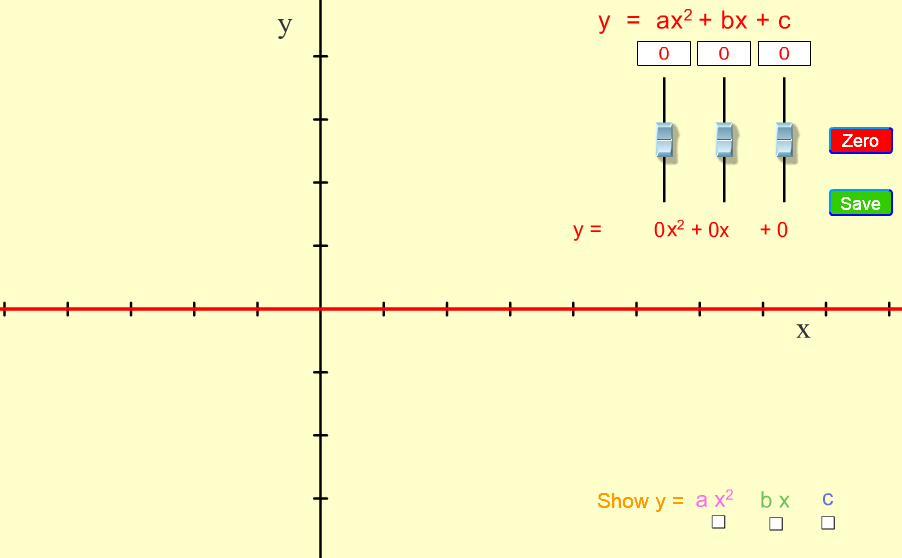 y
y = ax² + bx + c
0 0 0
Zero
Save
y = 0x² + 0x + 0
x
Show y = a x² b x c